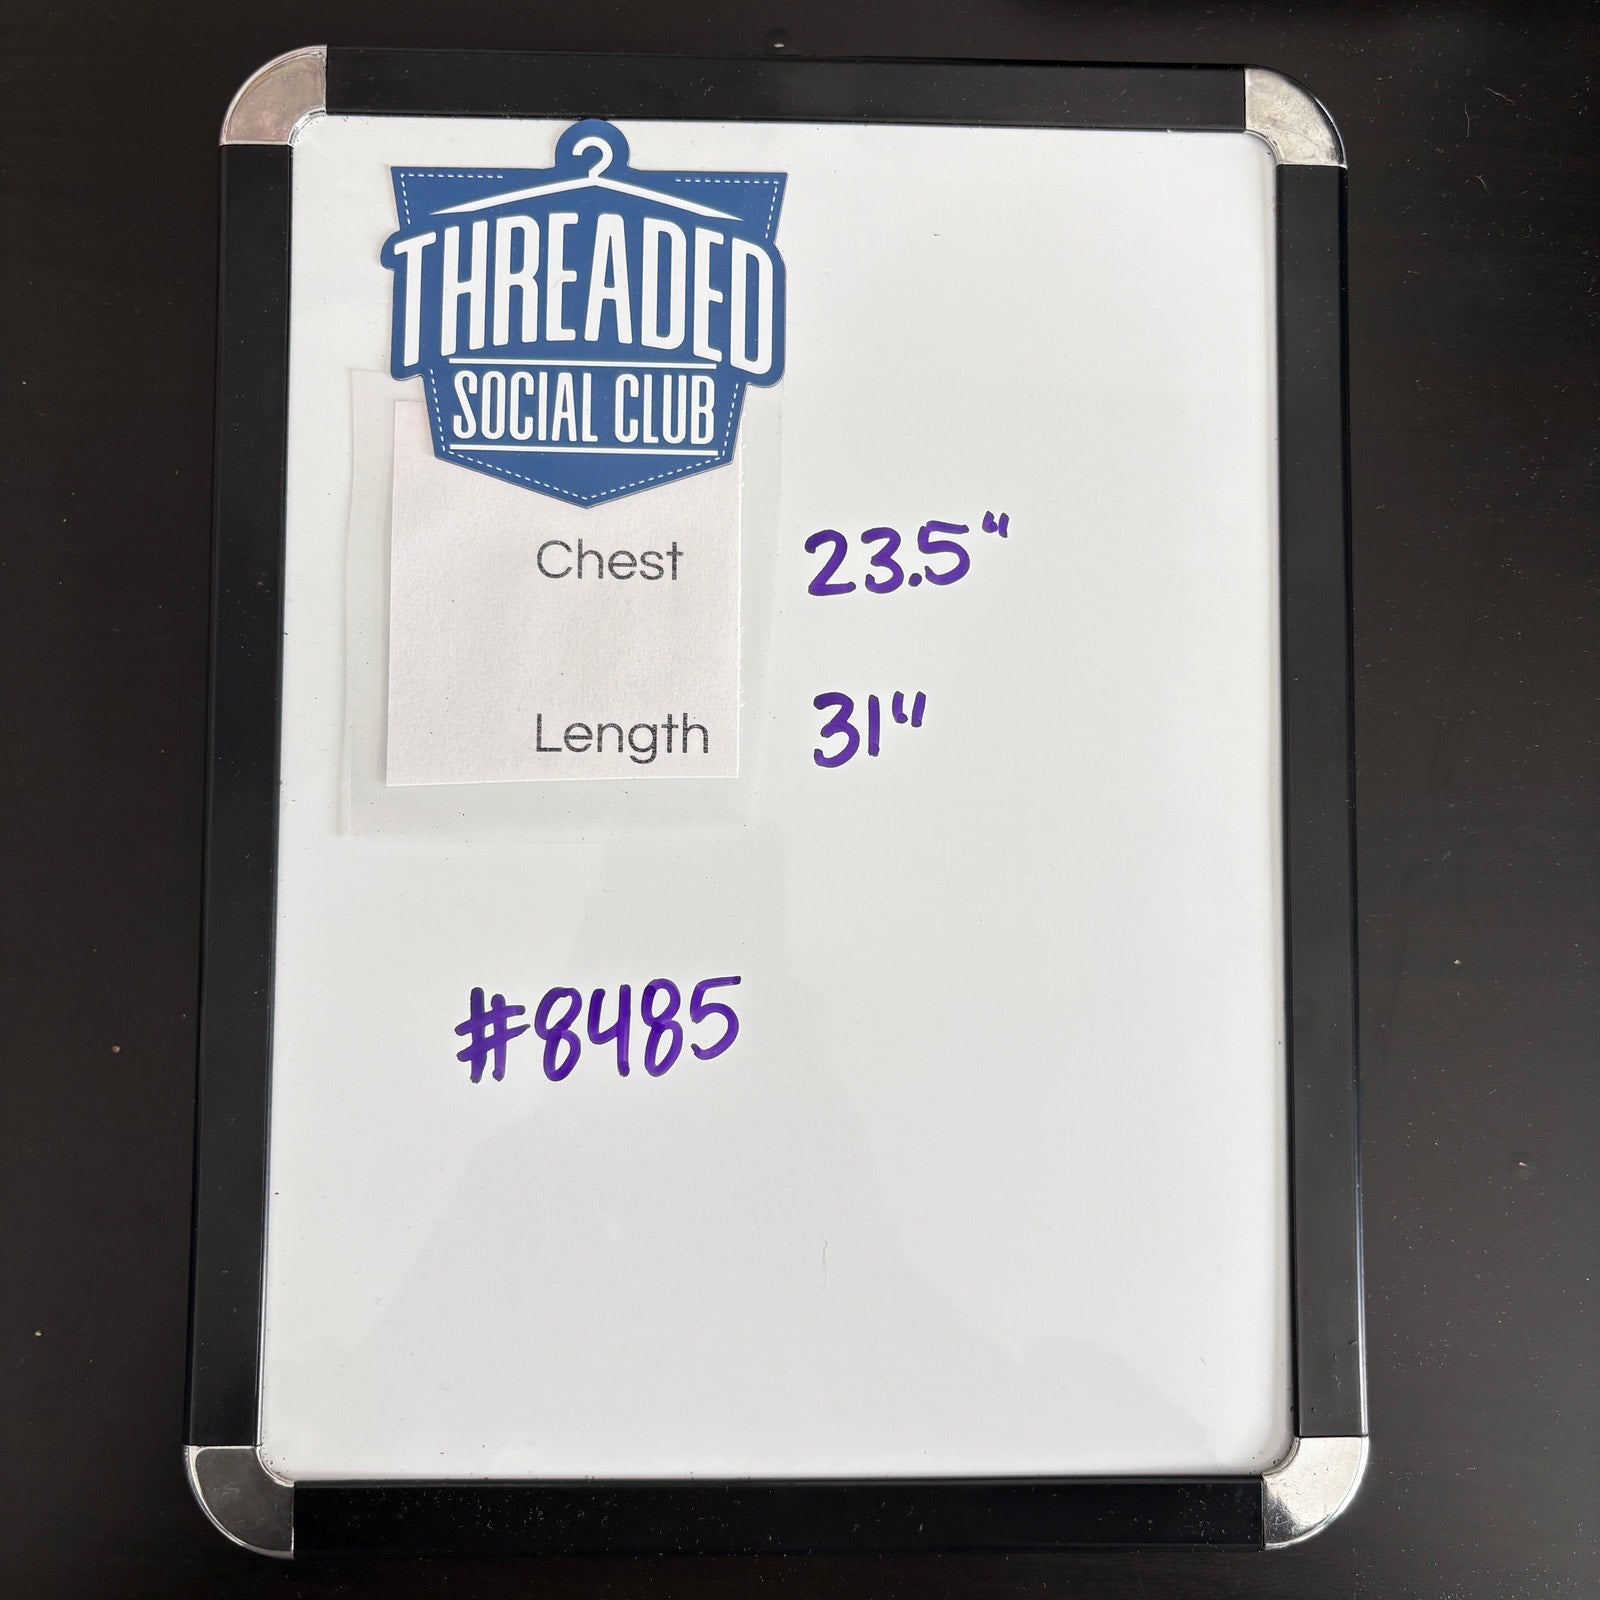 THREADED
SOCIAL CLUB
Chest 23.5"
Length 31"
#8485